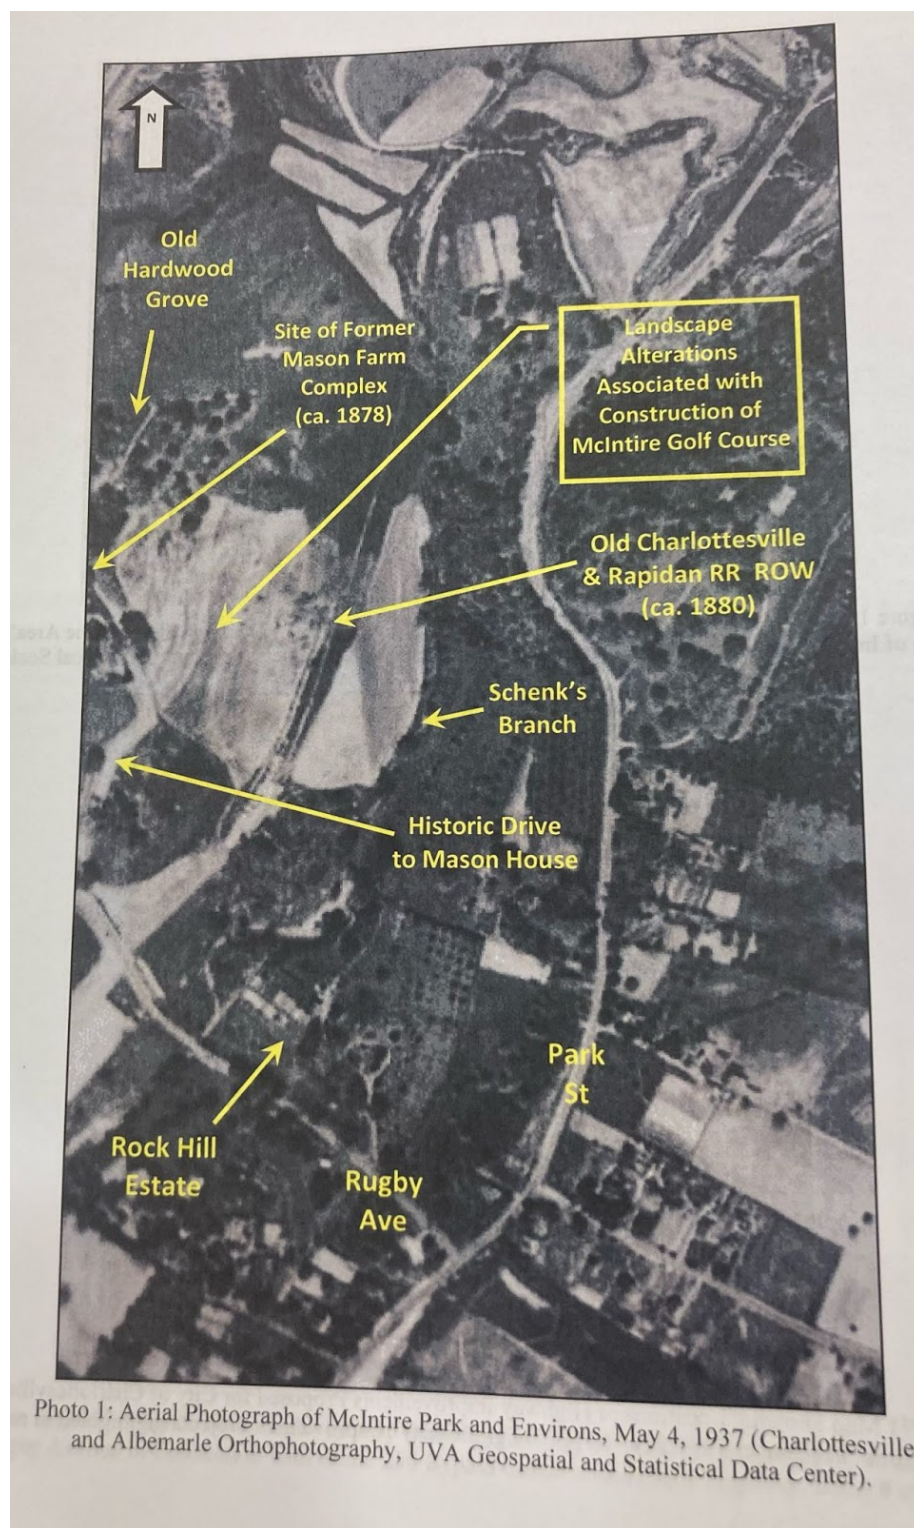 N
Old
Hardwood
Grove
Site of Former
Mason Farm
Complex
(ca. 1878)
Landscape
Alterations
Associated with
Construction of
McIntire Golf Course
Old Charlottesville
& Rapidan RR ROW
(ca. 1880)
Schenk's
Branch
Historic Drive
to Mason House
Park
St
Rock Hill
Estate
Rugby
Ave
Photo 1: Aerial Photograph of McIntire Park and Environs, May 4, 1937 (Charlottesville
and Albemarle Orthophotography, UVA Geospatial and Statistical Data Center).